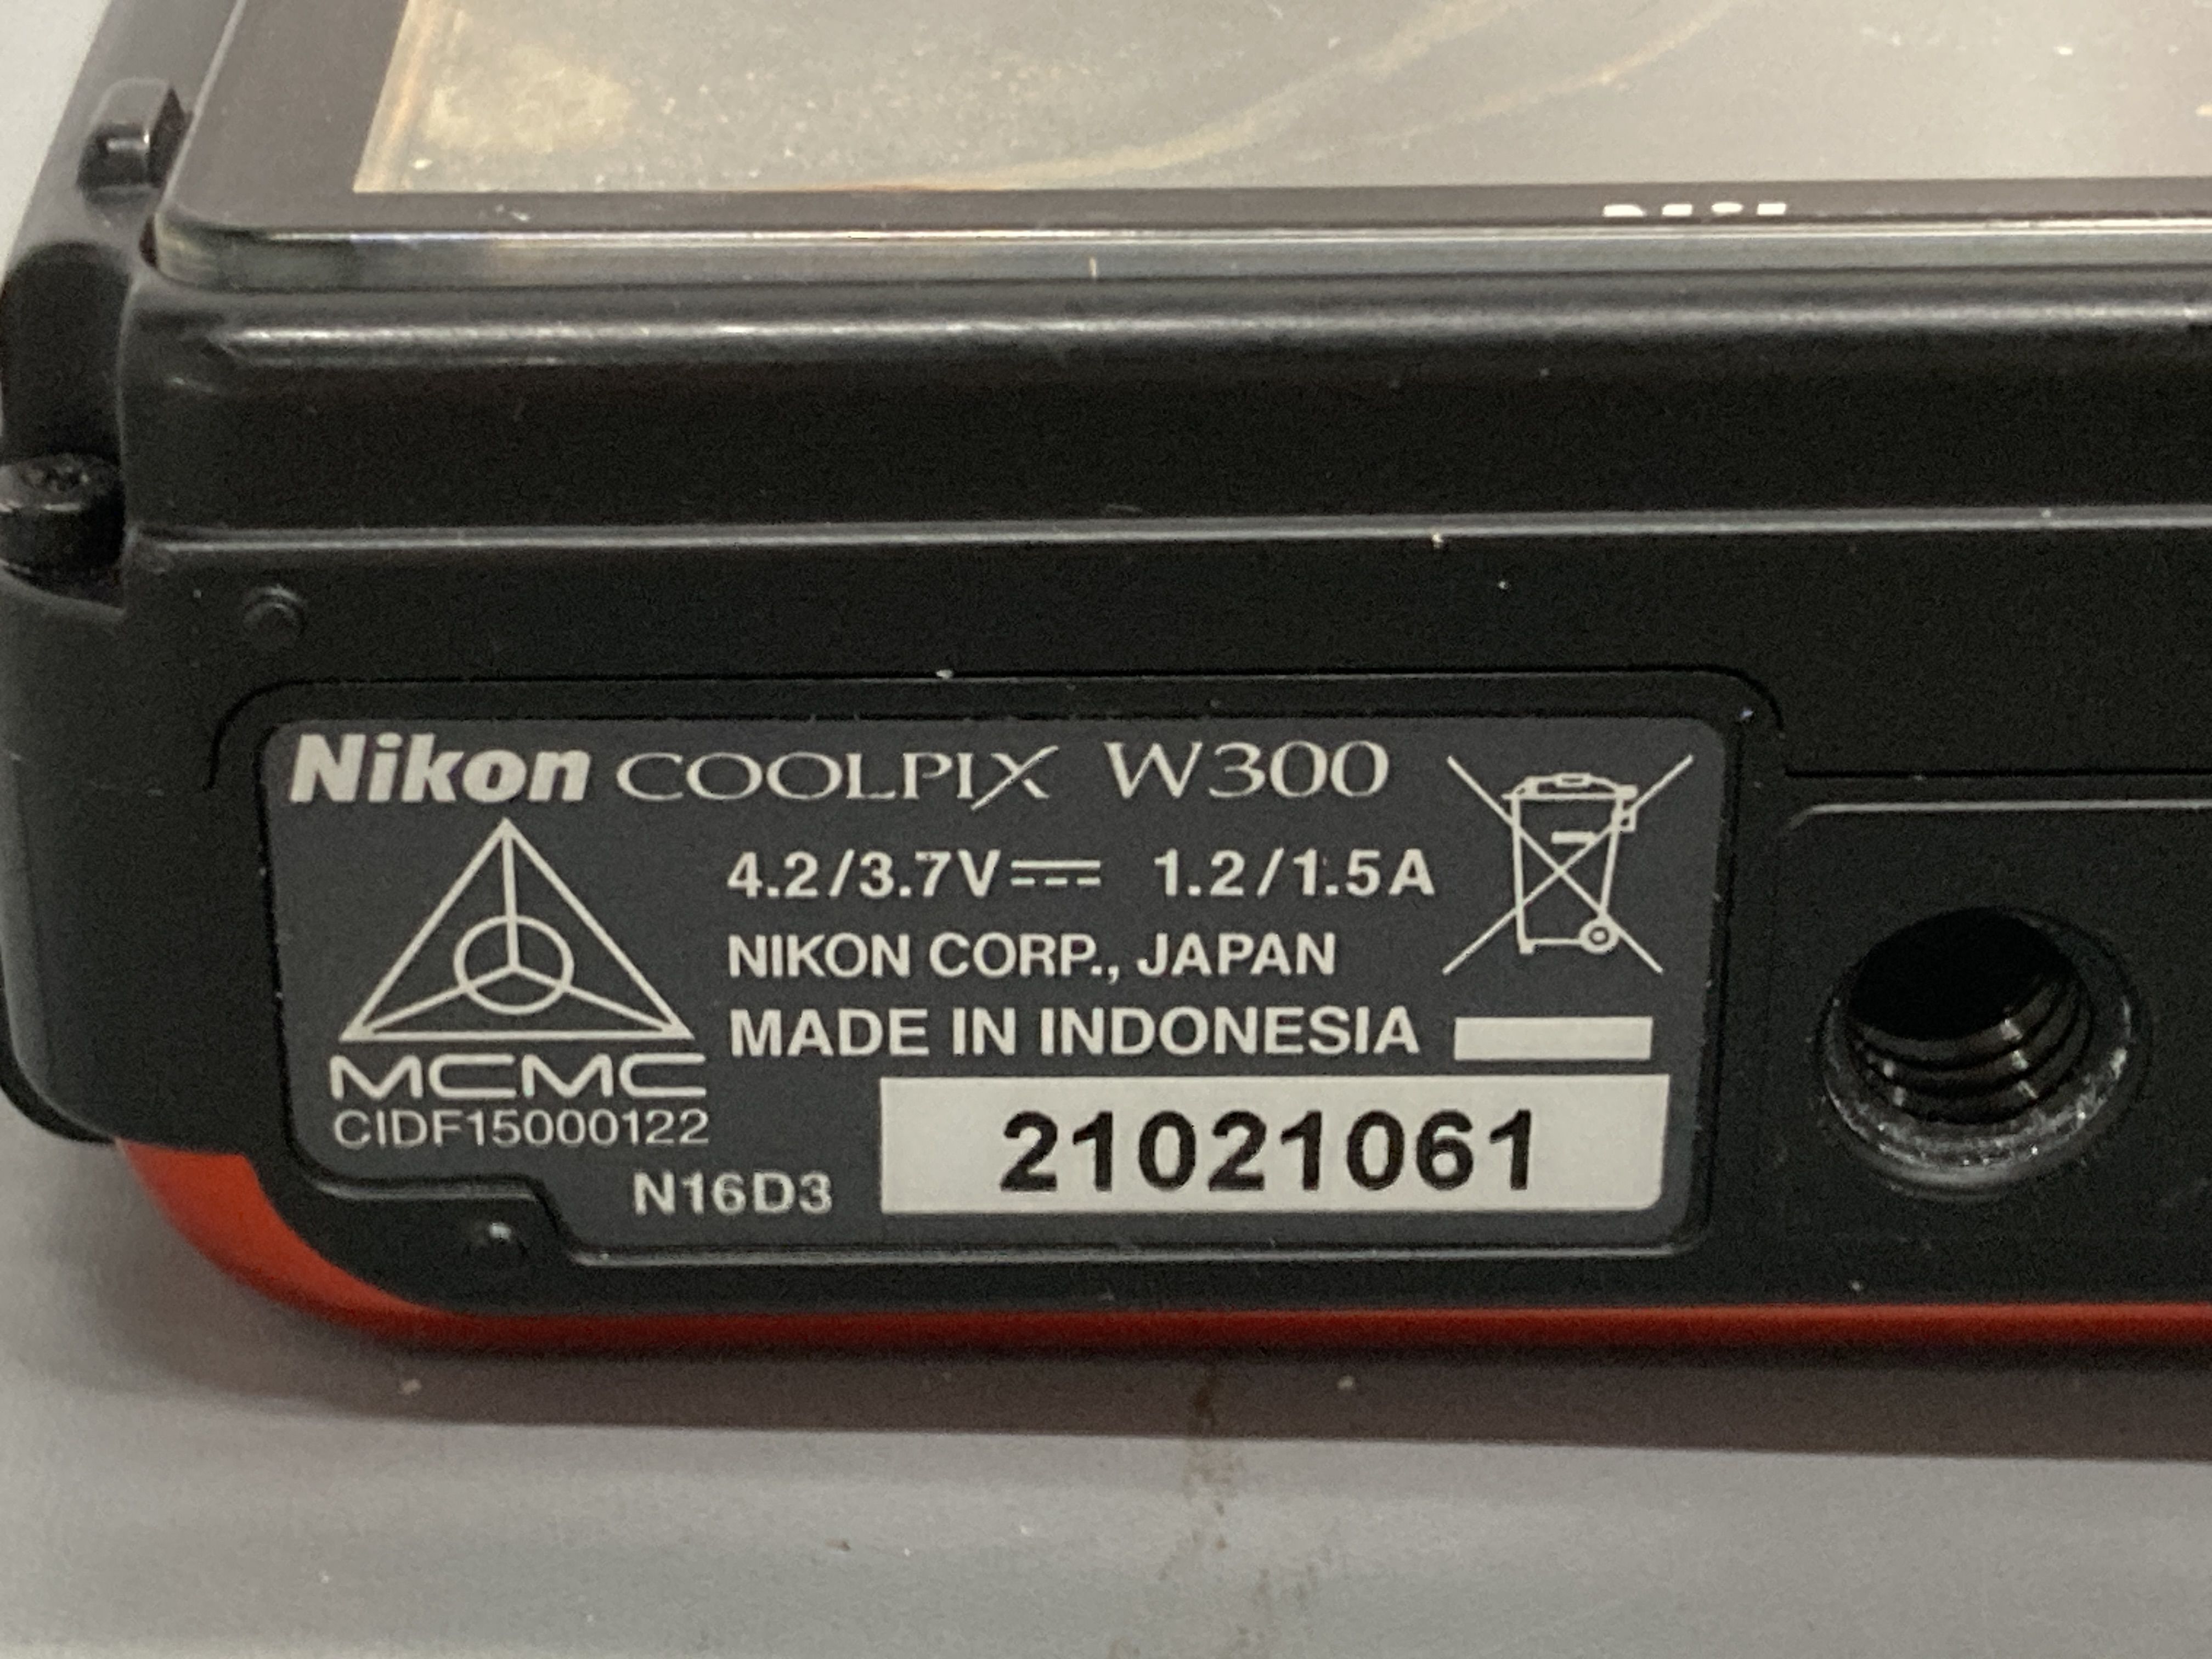 Nikon COOLPIX W300
4.2/3.7V⎓ 1.2/1.5A
NIKON CORP., JAPAN
MADE IN INDONESIA
MCMC
CIDF15000122
N16D3
21021061